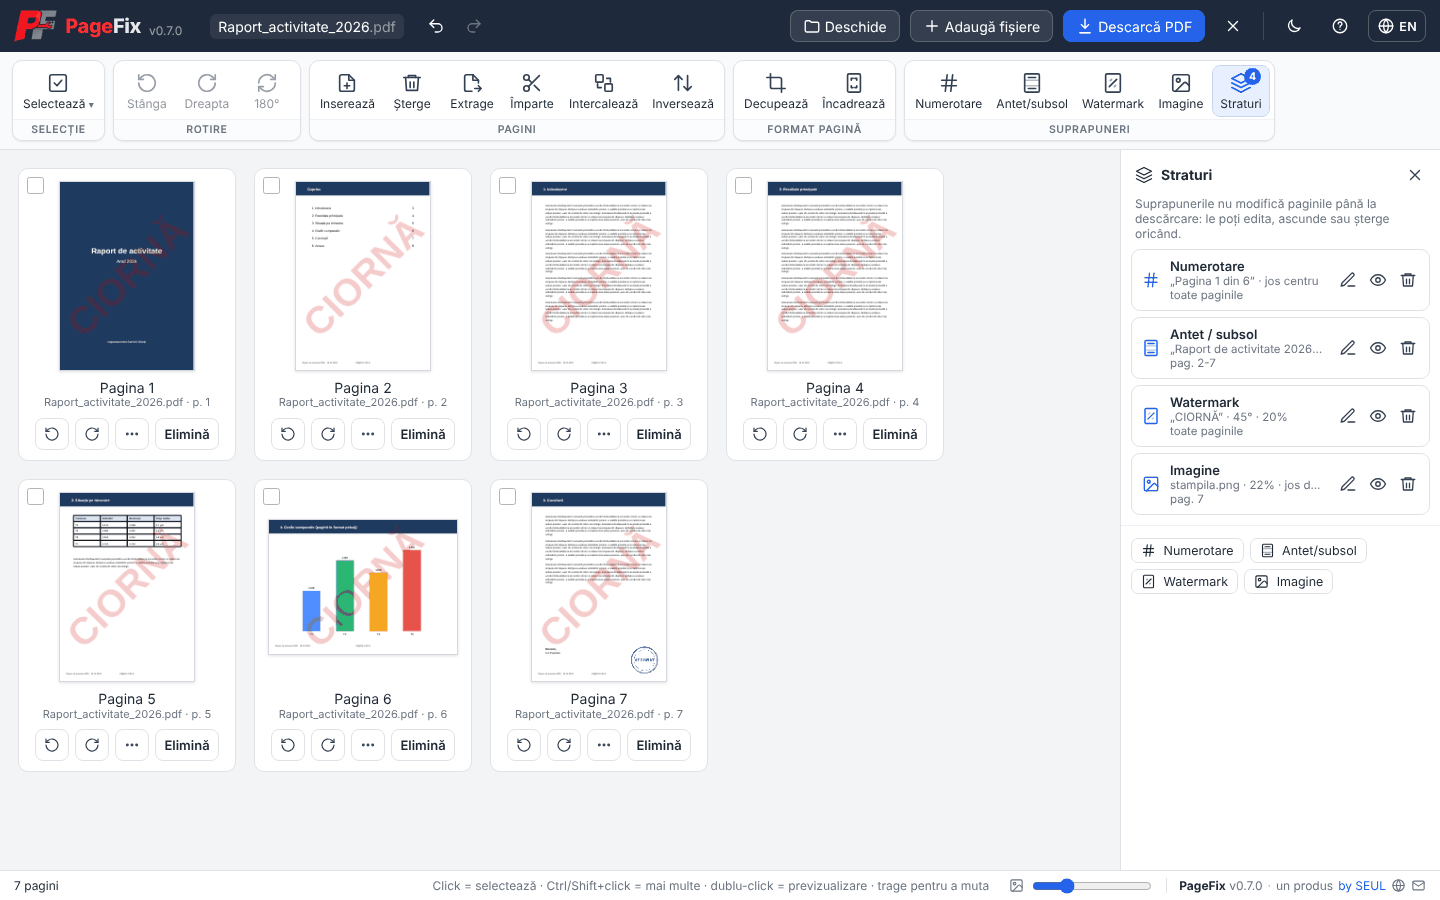 PageFix v0.7.0
Raport_activitate_2026.pdf
Deschide
Adaugă fișiere
Descarcă PDF
EN
Selectează
Stânga
Dreapta
180°
Inserează
Șterge
Extrage
Împarte
Intercalează
Inversează
Decupează
Încadrează
Numerotare
Antet/subsol
Watermark
Imagine
Straturi
4
SELECȚIE
ROTIRE
PAGINI
FORMAT PAGINĂ
SUPRAPUNERI
Raport de activitate
CIORNĂ
Pagina 1
Raport_activitate_2026.pdf · p. 1
Elimină
CIORNĂ
Pagina 2
Raport_activitate_2026.pdf · p. 2
Elimină
CIORNĂ
Pagina 3
Raport_activitate_2026.pdf · p. 3
Elimină
CIORNĂ
Pagina 4
Raport_activitate_2026.pdf · p. 4
Elimină
CIORNĂ
Pagina 5
Raport_activitate_2026.pdf · p. 5
Elimină
CIORNĂ
Pagina 6
Raport_activitate_2026.pdf · p. 6
Elimină
CIORNĂ
Pagina 7
Raport_activitate_2026.pdf · p. 7
Elimină
Straturi
Suprapunerile nu modifică paginile până la
descărcare: le poți edita, ascunde sau șterge
oricând.
Numerotare
„Pagina 1 din 6” · jos centru
toate paginile
Antet / subsol
„Raport de activitate 2026...
pag. 2-7
Watermark
„CIORNĂ” · 45° · 20%
toate paginile
Imagine
stampila.png · 22% · jos d...
pag. 7
Numerotare
Antet/subsol
Watermark
Imagine
7 pagini
Click = selectează · Ctrl/Shift+click = mai multe · dublu-click = previzualizare · trage pentru a muta
PageFix v0.7.0 · un produs by SEUL